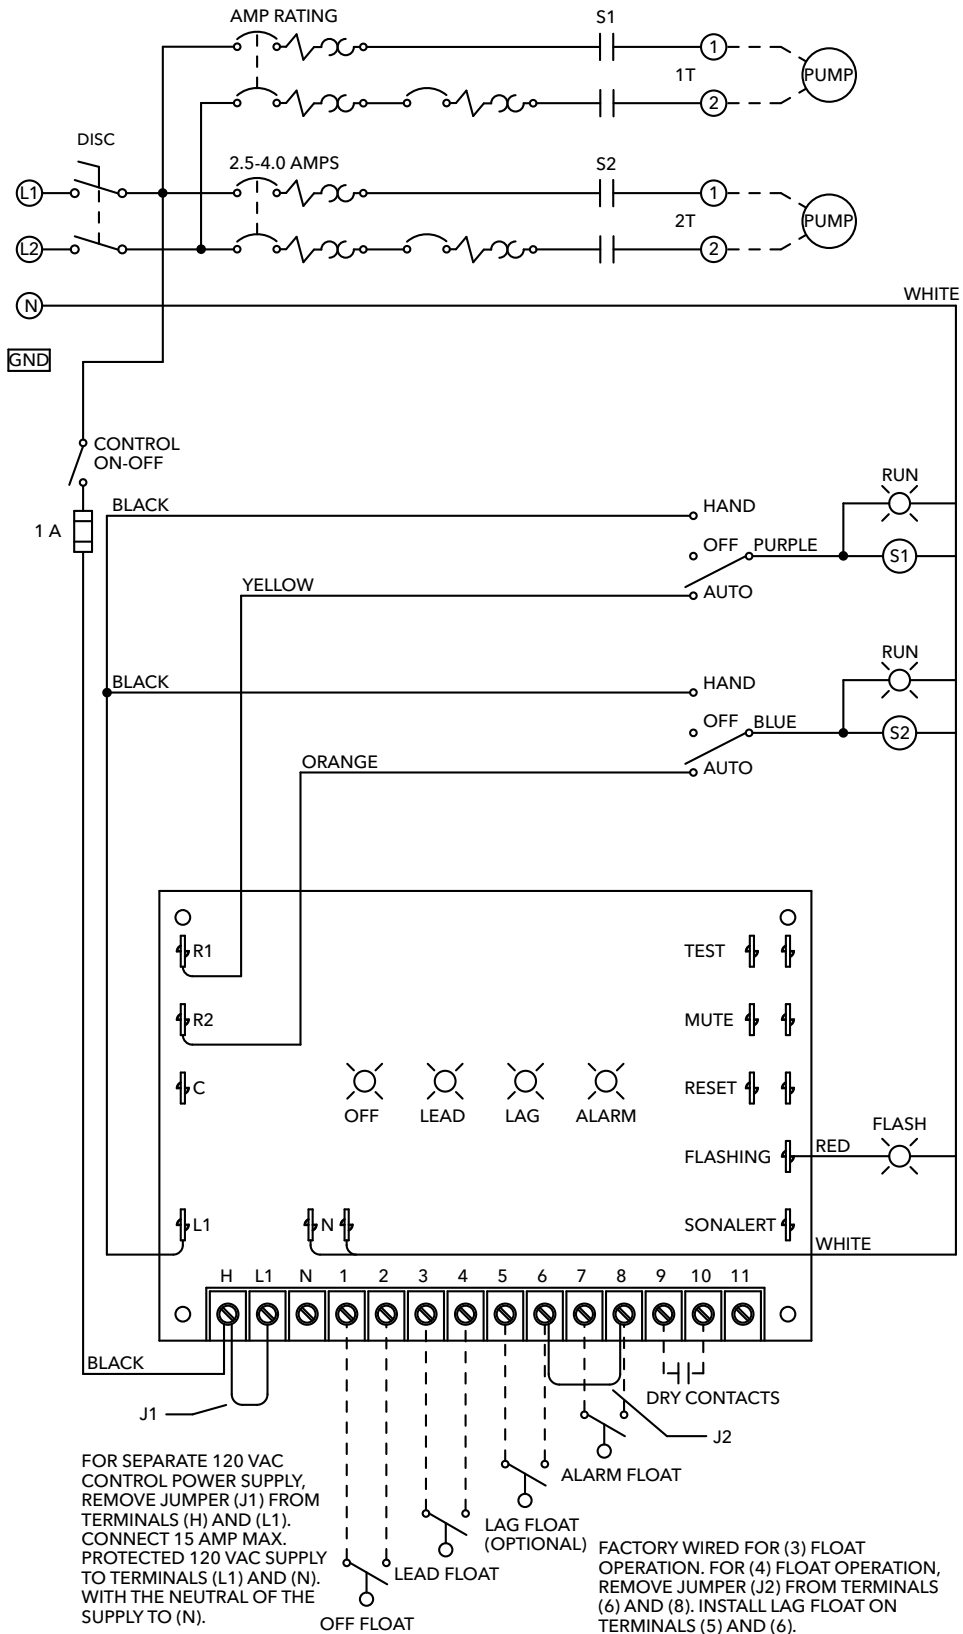 AMP RATING
S1
1
1T
PUMP
2
DISC
2.5-4.0 AMPS
S2
L1
1
2T
PUMP
L2
2
N
WHITE
GND
CONTROL
ON-OFF
RUN
BLACK
HAND
1 A
OFF PURPLE
S1
YELLOW
AUTO
RUN
BLACK
HAND
OFF BLUE
S2
ORANGE
AUTO
R1
TEST
R2
MUTE
C
RESET
OFF LEAD LAG ALARM
FLASH
FLASHING
RED
L1
N
SONALERT
WHITE
H L1 N 1 2 3 4 5 6 7 8 9 10 11
BLACK
DRY CONTACTS
J1
J2
ALARM FLOAT
LAG FLOAT
(OPTIONAL)
LEAD FLOAT
OFF FLOAT
FOR SEPARATE 120 VAC
CONTROL POWER SUPPLY,
REMOVE JUMPER (J1) FROM
TERMINALS (H) AND (L1).
CONNECT 15 AMP MAX.
PROTECTED 120 VAC SUPPLY
TO TERMINALS (L1) AND (N).
WITH THE NEUTRAL OF THE
SUPPLY TO (N).
FACTORY WIRED FOR (3) FLOAT
OPERATION. FOR (4) FLOAT OPERATION,
REMOVE JUMPER (J2) FROM TERMINALS
(6) AND (8). INSTALL LAG FLOAT ON
TERMINALS (5) AND (6).